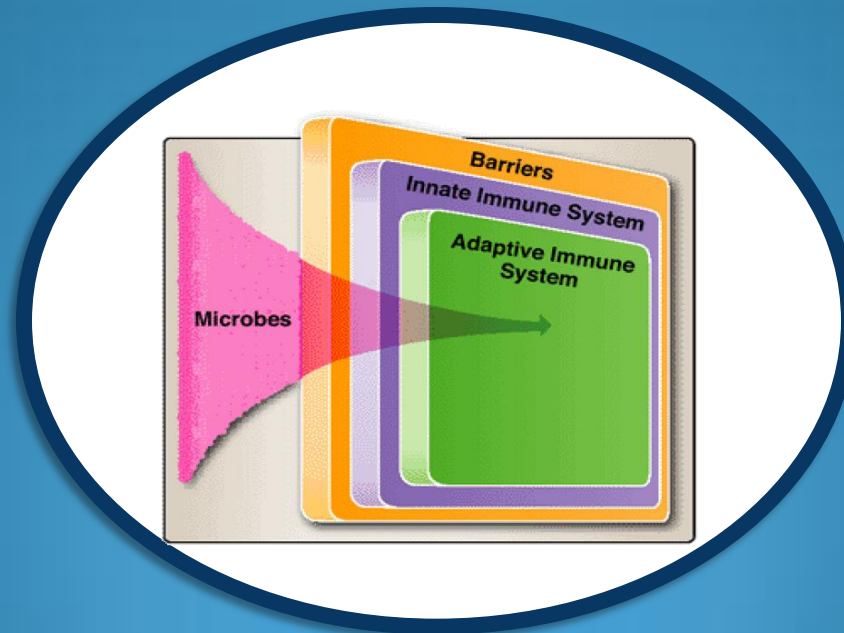 Barriers
Innate Immune System
Adaptive Immune
System
Microbes